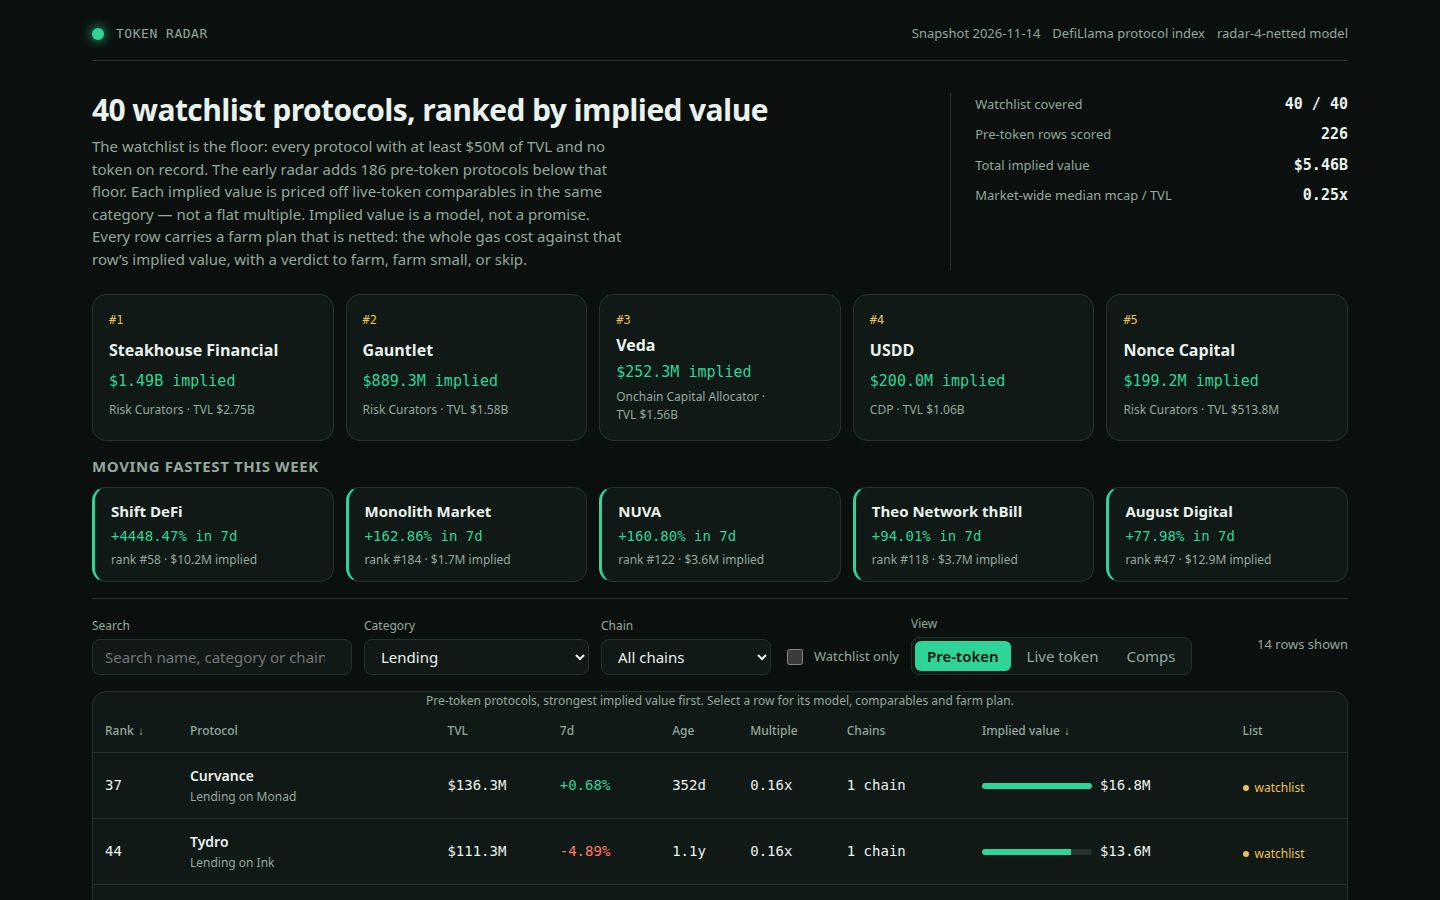 TOKEN RADAR
Snapshot 2026-11-14 DefiLlama protocol index radar-4-netted model
40 watchlist protocols, ranked by implied value
The watchlist is the floor: every protocol with at least $50M of TVL and no
token on record. The early radar adds 186 pre-token protocols below that
floor. Each implied value is priced off live-token comparables in the same
category — not a flat multiple. Implied value is a model, not a promise.
Every row carries a farm plan that is netted: the whole gas cost against that
row's implied value, with a verdict to farm, farm small, or skip.
Watchlist covered 40 / 40
Pre-token rows scored 226
Total implied value $5.46B
Market-wide median mcap / TVL 0.25x
#1
Steakhouse Financial
$1.49B implied
Risk Curators · TVL $2.75B
#2
Gauntlet
$889.3M implied
Risk Curators · TVL $1.58B
#3
Veda
$252.3M implied
Onchain Capital Allocator ·
TVL $1.56B
#4
USDD
$200.0M implied
CDP · TVL $1.06B
#5
Nonce Capital
$199.2M implied
Risk Curators · TVL $513.8M
MOVING FASTEST THIS WEEK
Shift DeFi
+4448.47% in 7d
rank #58 · $10.2M implied
Monolith Market
+162.86% in 7d
rank #184 · $1.7M implied
NUVA
+160.80% in 7d
rank #122 · $3.6M implied
Theo Network thBill
+94.01% in 7d
rank #118 · $3.7M implied
August Digital
+77.98% in 7d
rank #47 · $12.9M implied
Search
Search name, category or chain
Category
Lending
Chain
All chains
Watchlist only
View
Pre-token Live token Comps
14 rows shown
Pre-token protocols, strongest implied value first. Select a row for its model, comparables and farm plan.
Rank ↓ Protocol TVL 7d Age Multiple Chains Implied value ↓ List
37 Curvance $136.3M +0.68% 352d 0.16x 1 chain $16.8M watchlist
Lending on Monad
44 Tydro $111.3M -4.89% 1.1y 0.16x 1 chain $13.6M watchlist
Lending on Ink